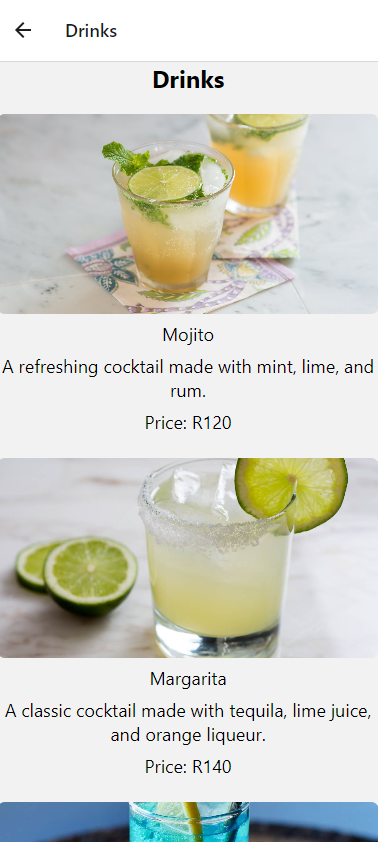 Drinks
Drinks
Mojito
A refreshing cocktail made with mint, lime, and
rum.
Price: R120
Margarita
A classic cocktail made with tequila, lime juice,
and orange liqueur.
Price: R140